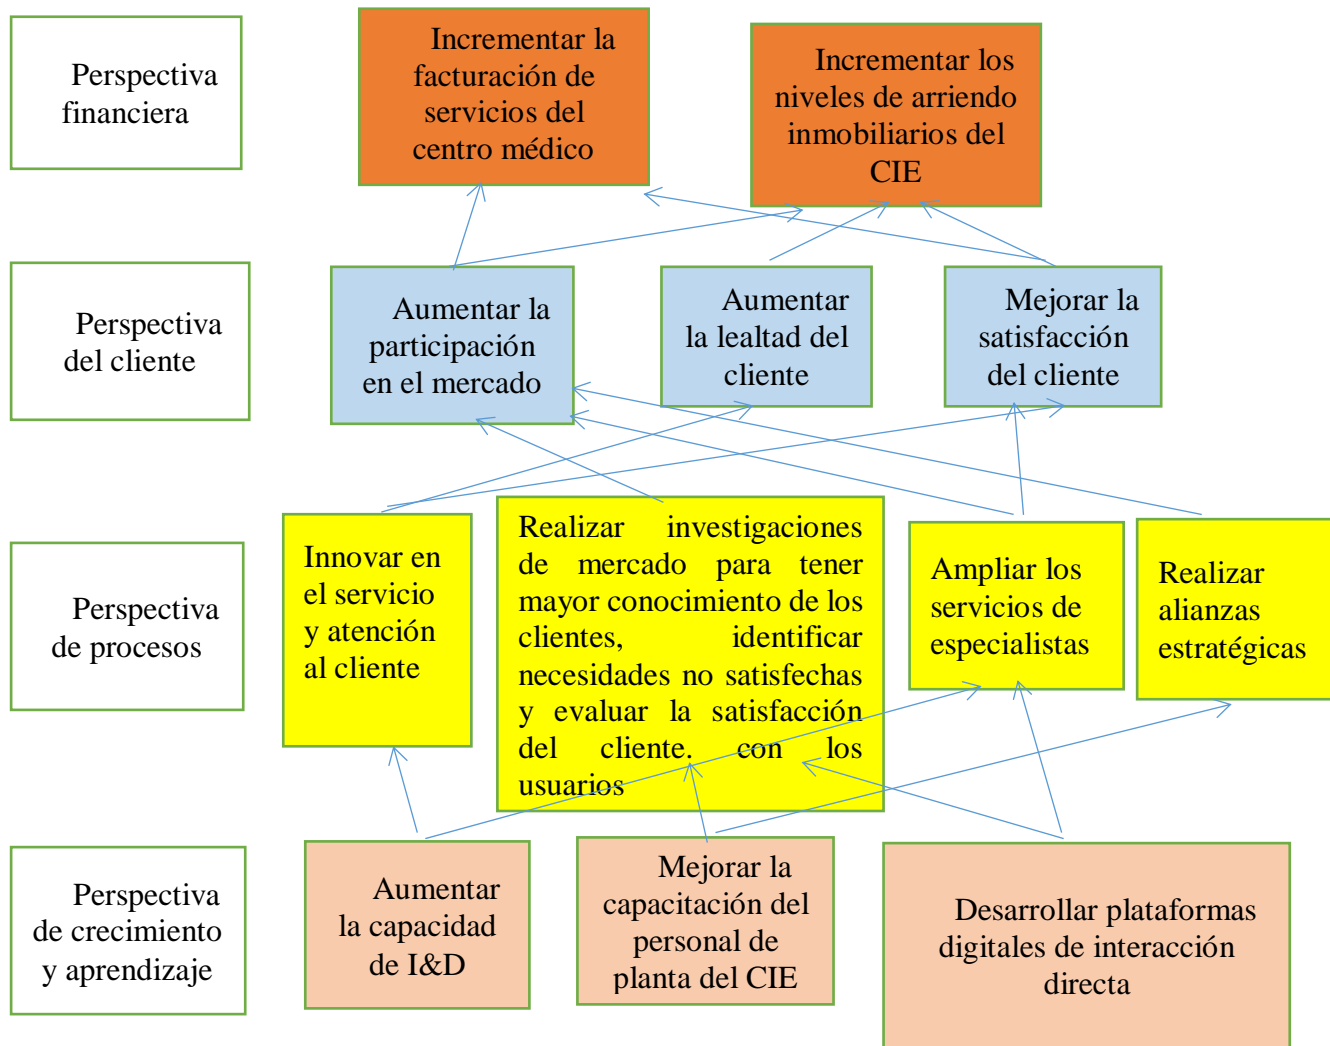 Perspectiva
financiera
Incrementar la
facturación de
servicios del
centro médico
Incrementar los
niveles de arriendo
inmobiliarios del
CIE
Perspectiva
del cliente
Aumentar la
participación
en el mercado
Aumentar
la lealtad del
cliente
Mejorar la
satisfacción
del cliente
Perspectiva
de procesos
Innovar en
el servicio
y atención
al cliente
Realizar investigaciones
de mercado para tener
mayor conocimiento de los
clientes, identificar
necesidades no satisfechas
y evaluar la satisfacción
del cliente. con los
usuarios
Ampliar los
servicios de
especialistas
Realizar
alianzas
estratégicas
Perspectiva
de crecimiento
y aprendizaje
Aumentar
la capacidad
de I&D
Mejorar la
capacitación del
personal de
planta del CIE
Desarrollar plataformas
digitales de interacción
directa